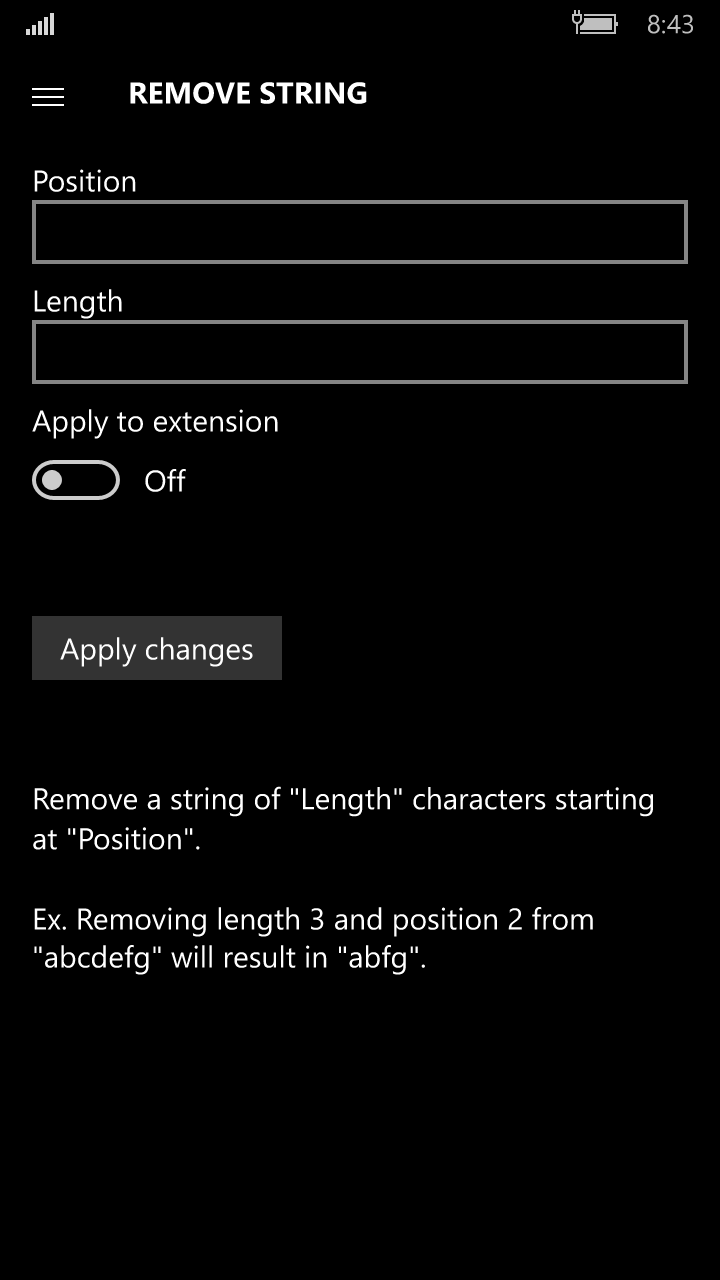 8:43
REMOVE STRING
Position
Length
Apply to extension
Off
Apply changes
Remove a string of "Length" characters starting
at "Position".
Ex. Removing length 3 and position 2 from
"abcdefg" will result in "abfg".